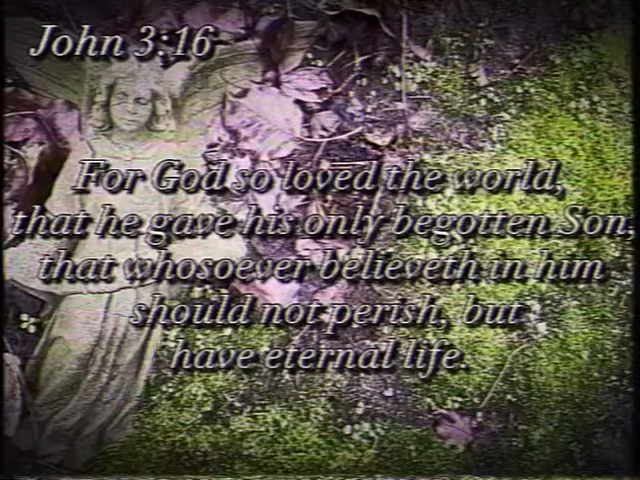 John 3:16
For God so loved the world,
that he gave his only begotten Son,
that whosoever believeth in him
should not perish, but
have eternal life.